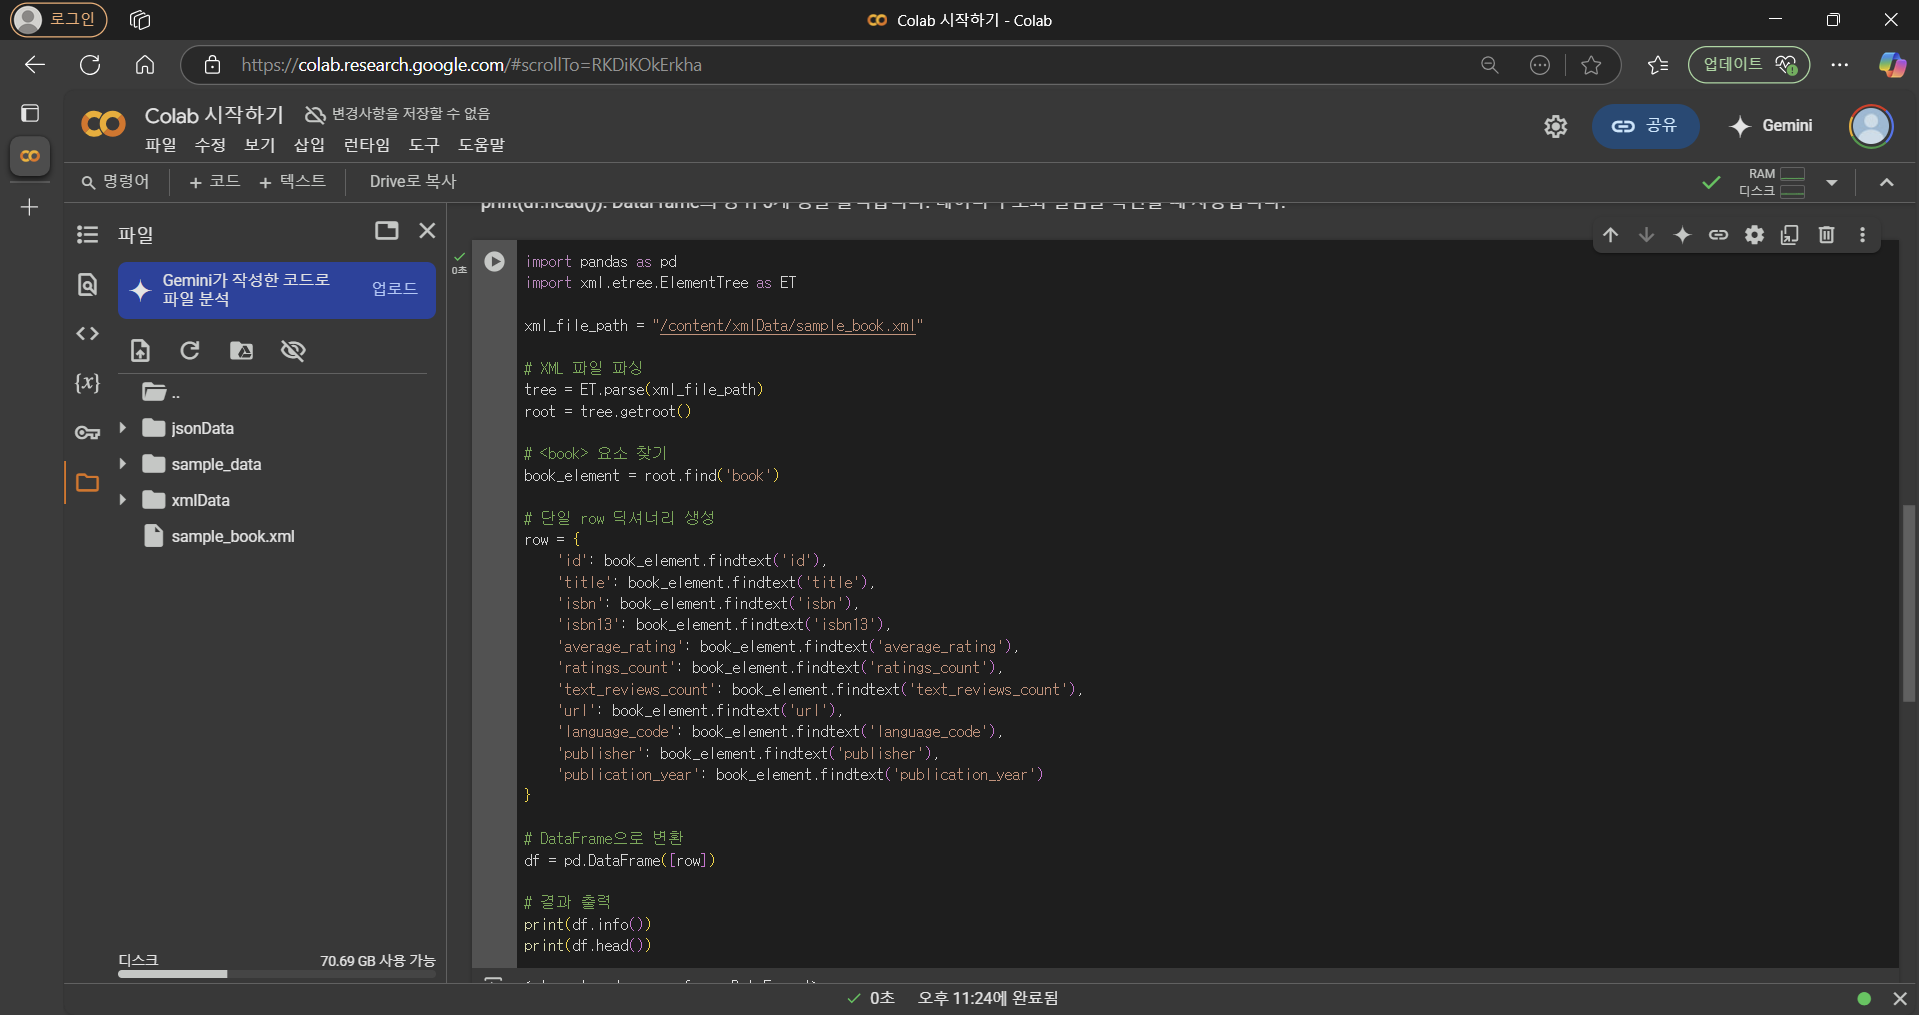 로그인
Colab 시작하기 - Colab
https://colab.research.google.com/#scrollTo=RKDiKOkErkha
업데이트
Colab 시작하기
변경사항을 저장할 수 없음
파일 수정 보기 삽입 런타임 도구 도움말
공유
Gemini
명령어
+ 코드 + 텍스트
Drive로 복사
RAM
디스크
파일
Gemini가 작성한 코드로
파일 분석
업로드
{x}
..
jsonData
sample_data
xmlData
sample_book.xml
디스크
70.69 GB 사용 가능
0초
import pandas as pd
import xml.etree.ElementTree as ET
xml_file_path = "/content/xmlData/sample_book.xml"
# XML 파일 파싱
tree = ET.parse(xml_file_path)
root = tree.getroot()
# <book> 요소 찾기
book_element = root.find('book')
# 단일 row 딕셔너리 생성
row = {
'id': book_element.findtext('id'),
'title': book_element.findtext('title'),
'isbn': book_element.findtext('isbn'),
'isbn13': book_element.findtext('isbn13'),
'average_rating': book_element.findtext('average_rating'),
'ratings_count': book_element.findtext('ratings_count'),
'text_reviews_count': book_element.findtext('text_reviews_count'),
'url': book_element.findtext('url'),
'language_code': book_element.findtext('language_code'),
'publisher': book_element.findtext('publisher'),
'publication_year': book_element.findtext('publication_year')
}
# DataFrame으로 변환
df = pd.DataFrame([row])
# 결과 출력
print(df.info())
print(df.head())
0초 오후 11:24에 완료됨